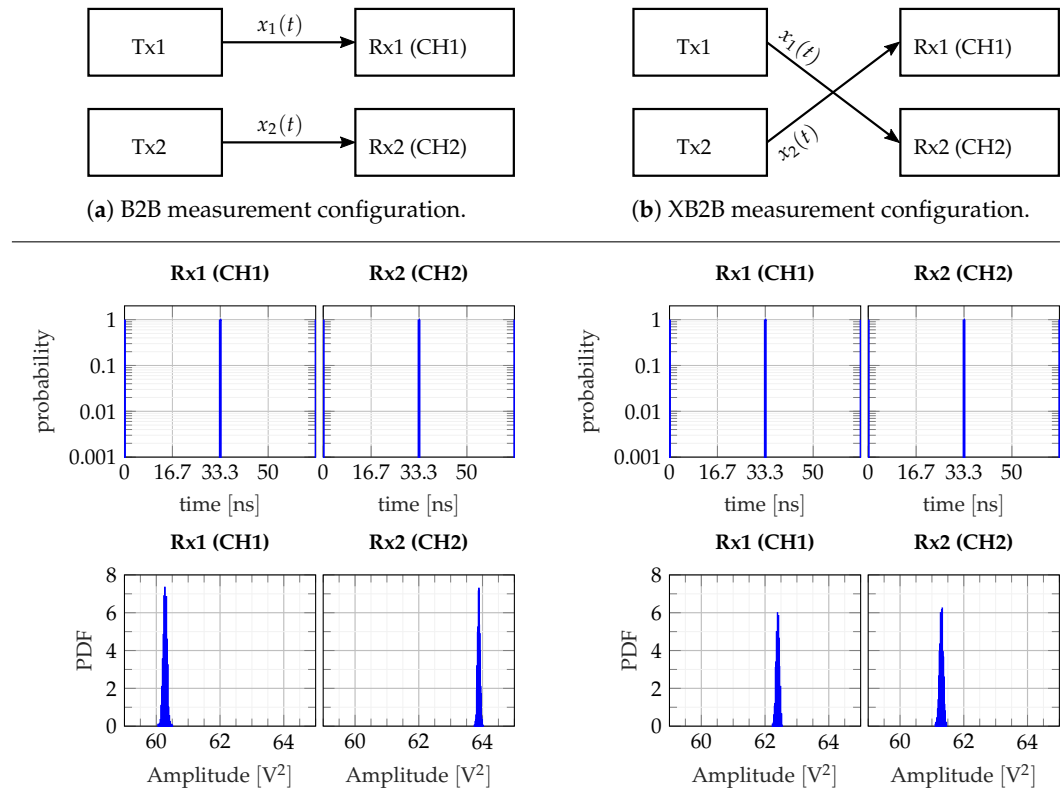 x₁(t)
x₁(t)
Tx1
Rx1 (CH1)
Tx1
Rx1 (CH1)
x₂(t)
x₂(t)
Tx2
Rx2 (CH2)
Tx2
Rx2 (CH2)
(a) B2B measurement configuration.
(b) XB2B measurement configuration.
Rx1 (CH1)
Rx2 (CH2)
Rx1 (CH1)
Rx2 (CH2)
probability
1
0.1
0.01
0.001
0 16.7 33.3 50
0 16.7 33.3 50
time [ns]
time [ns]
probability
1
0.1
0.01
0.001
0 16.7 33.3 50
0 16.7 33.3 50
time [ns]
time [ns]
Rx1 (CH1)
Rx2 (CH2)
Rx1 (CH1)
Rx2 (CH2)
PDF
8
6
4
2
0
60 62 64
60 62 64
Amplitude [V²]
Amplitude [V²]
PDF
8
6
4
2
0
60 62 64
60 62 64
Amplitude [V²]
Amplitude [V²]